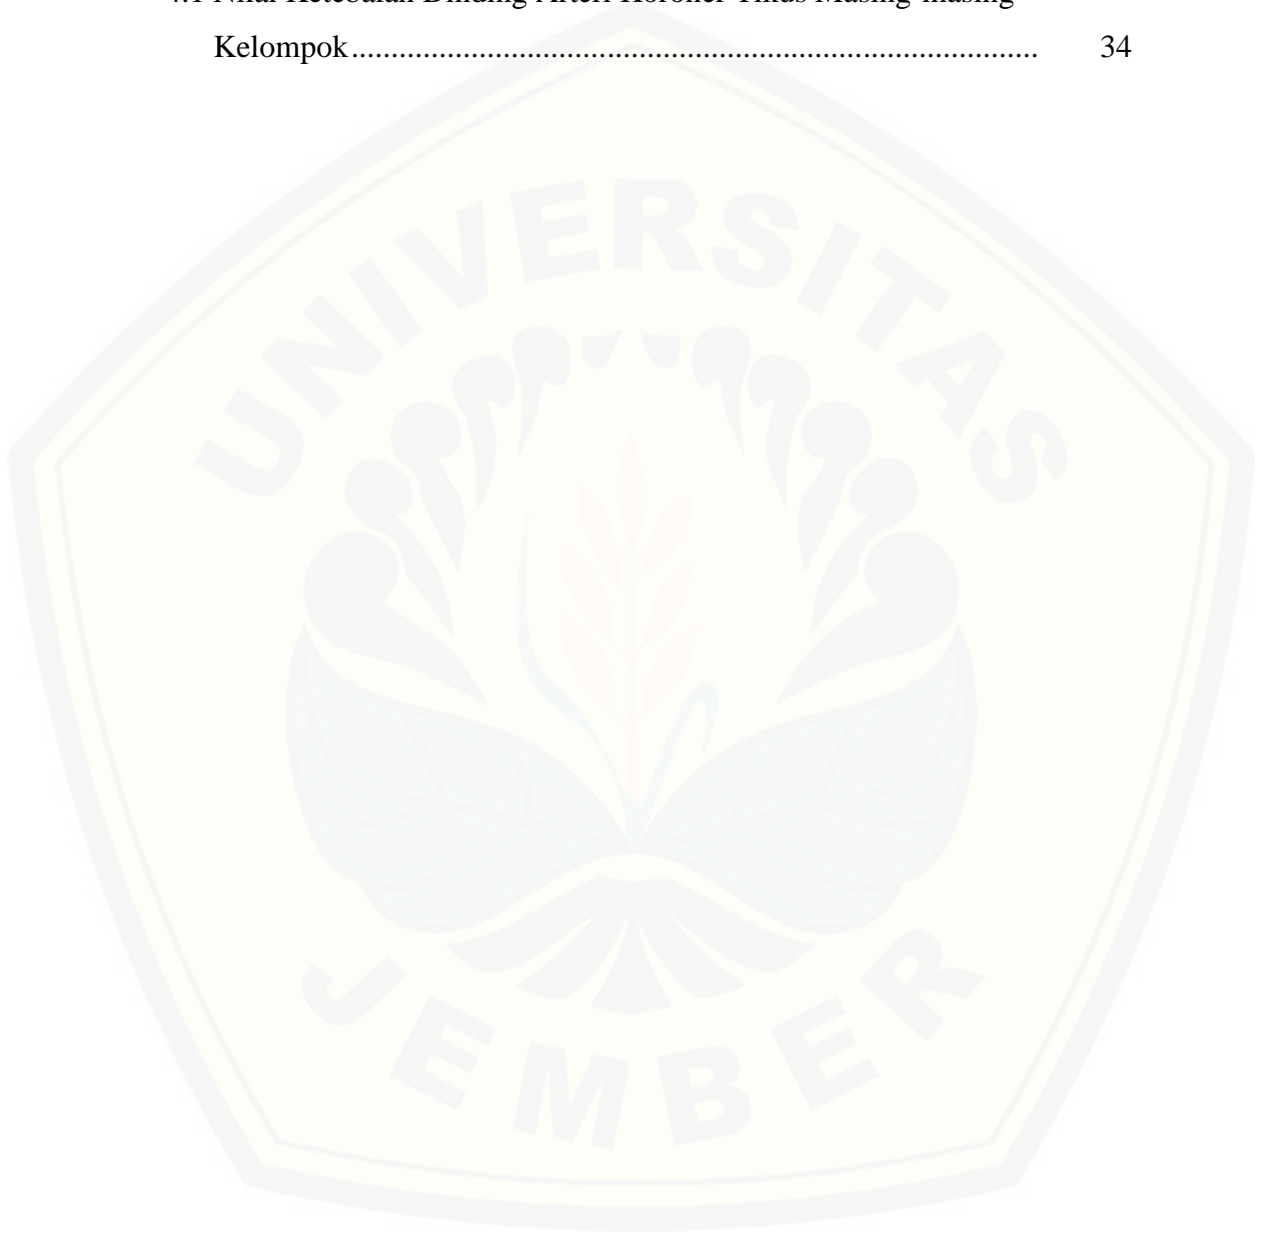 4.1 Nilai Ketebalan Dinding Arteri Koroner Tikus Masing-masing
Kelompok.......................................................................... 34
UNIVERSITAS
JEMBER